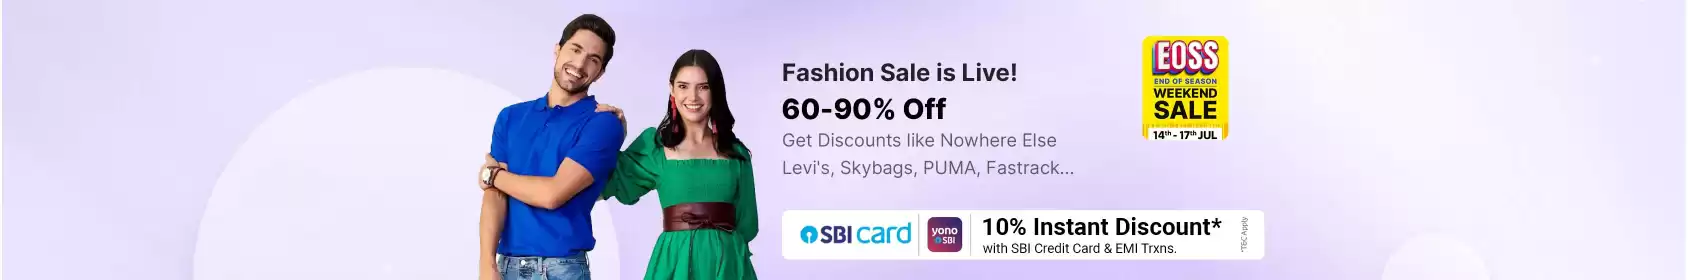 Fashion Sale is Live!
60-90% Off
Get Discounts like Nowhere Else
Levi's, Skybags, PUMA, Fastrack...
EOSS
END OF SEASON
WEEKEND
SALE
14th - 17th JUL
SBI card
yono
SBI
10% Instant Discount*
with SBI Credit Card & EMI Trxns.
*T&C Apply